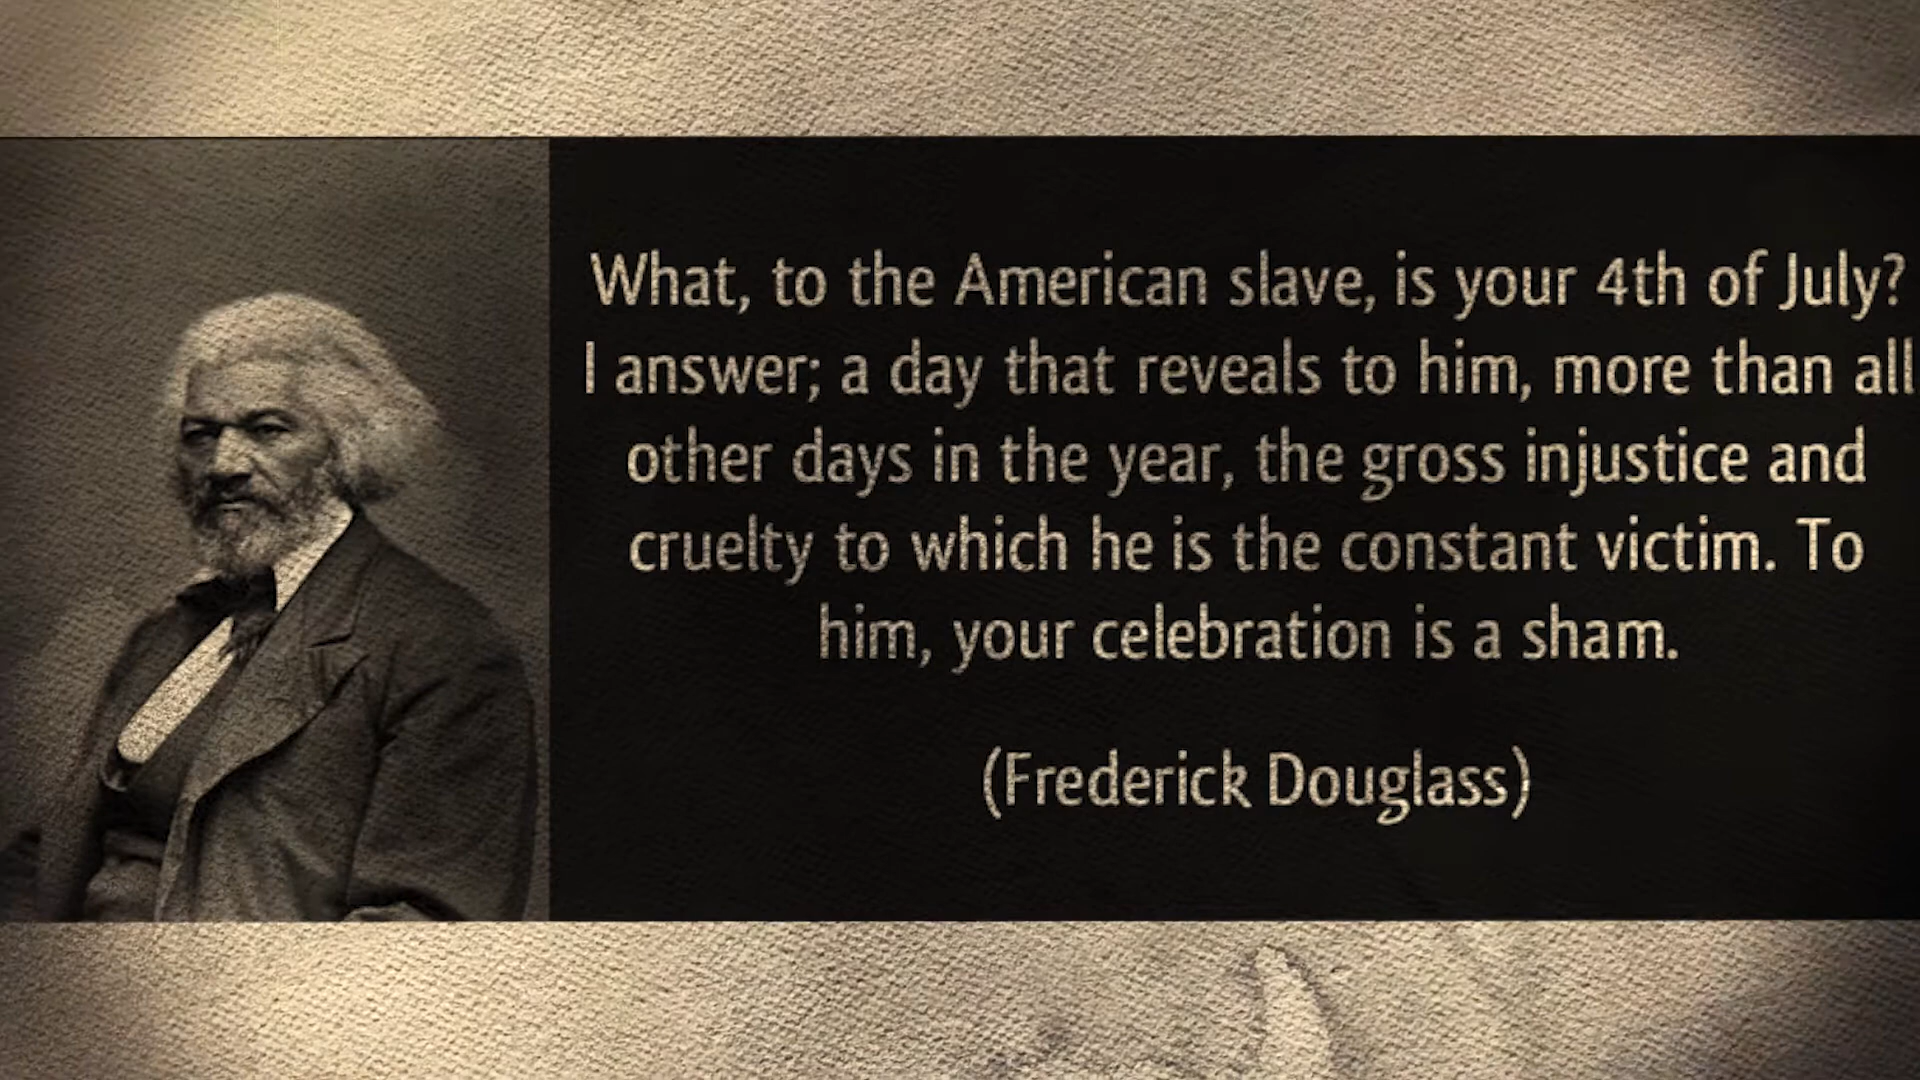 What, to the American slave, is your 4th of July?
I answer; a day that reveals to him, more than all
other days in the year, the gross injustice and
cruelty to which he is the constant victim. To
him, your celebration is a sham.
(Frederick Douglass)